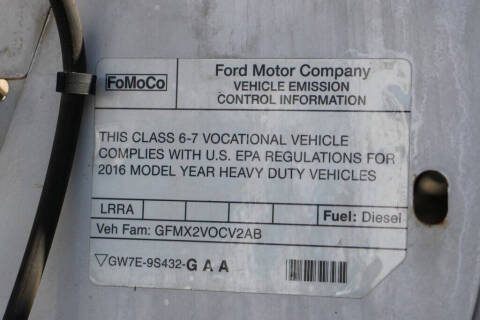 FoMoCo
Ford Motor Company
VEHICLE EMISSION
CONTROL INFORMATION
THIS CLASS 6-7 VOCATIONAL VEHICLE
COMPLIES WITH U.S. EPA REGULATIONS FOR
2016 MODEL YEAR HEAVY DUTY VEHICLES
LRRA Fuel: Diesel
Veh Fam: GFMX2VOCV2AB
▽GW7E-9S432-GAA